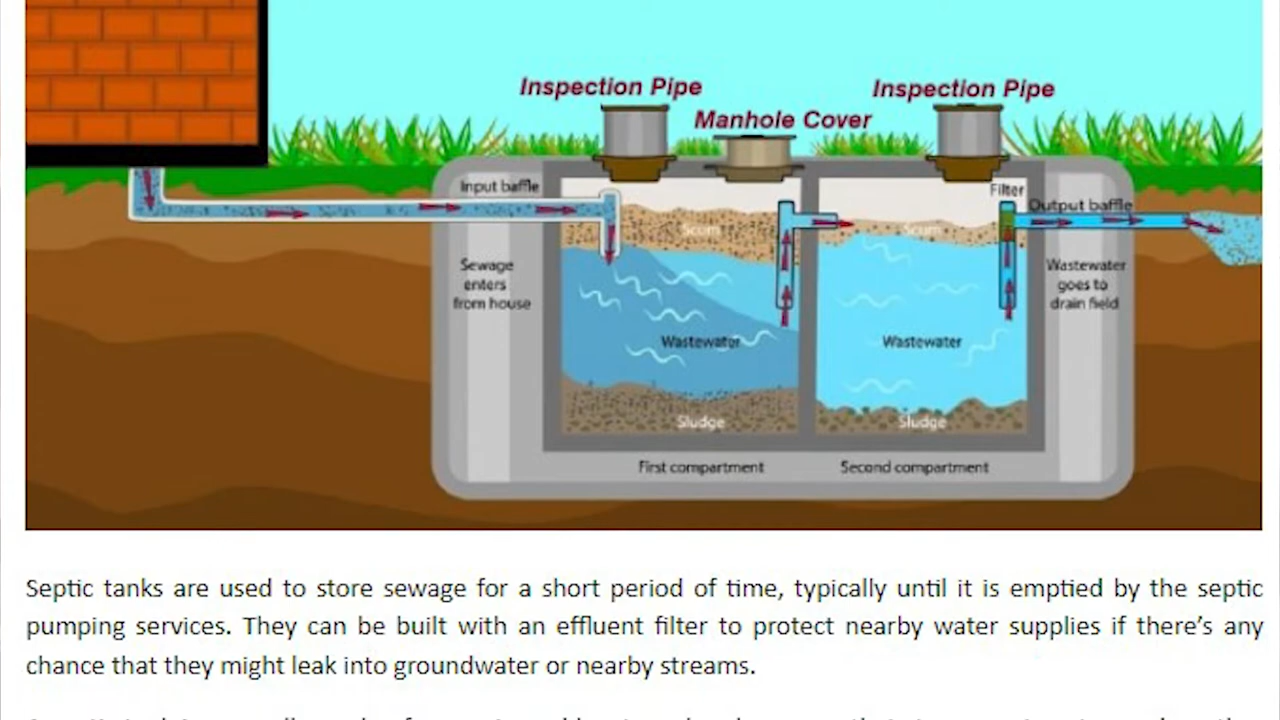 Inspection Pipe
Inspection Pipe
Manhole Cover
Input baffle
Filter
Output baffle
Scum
Scum
Sewage
enters
from house
Wastewater
goes to
drain field
Wastewater
Wastewater
Sludge
Sludge
First compartment
Second compartment
Septic tanks are used to store sewage for a short period of time, typically until it is emptied by the septic
pumping services. They can be built with an effluent filter to protect nearby water supplies if there's any
chance that they might leak into groundwater or nearby streams.